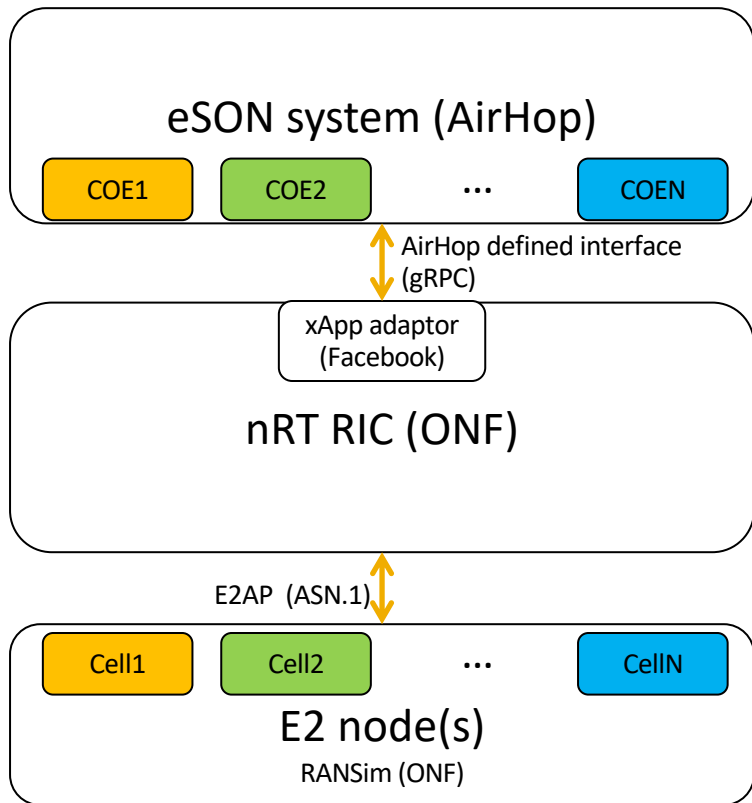 eSON system (AirHop)
COE1
COE2
...
COEN
AirHop defined interface
(gRPC)
xApp adaptor
(Facebook)
nRT RIC (ONF)
E2AP (ASN.1)
Cell1
Cell2
...
CellN
E2 node(s)
RANSim (ONF)